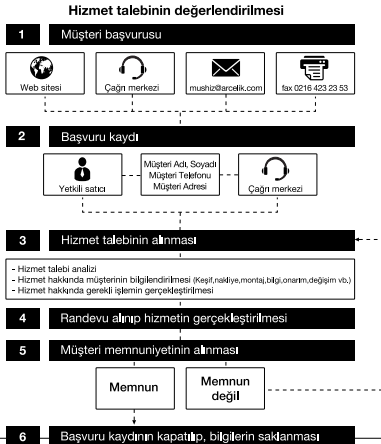 Hizmet talebinin değerlendirilmesi
1 Müşteri başvurusu
Web sitesi
Çağrı merkezi
mushiz@arcelik.com
fax 0216 423 23 53
2 Başvuru kaydı
Yetkili satıcı
Müşteri Adı, Soyadı
Müşteri Telefonu
Müşteri Adresi
Çağrı merkezi
3 Hizmet talebinin alınması
- Hizmet talebi analizi
- Hizmet hakkında müşterinin bilgilendirilmesi (Keşif,nakliye,montaj,bilgi,onarım,değişim vb.)
- Hizmet hakkında gerekli işlemin gerçekleştirilmesi
4 Randevu alınıp hizmetin gerçekleştirilmesi
5 Müşteri memnuniyetinin alınması
Memnun
Memnun
değil
6 Başvuru kaydının kapatılıp, bilgilerin saklanması